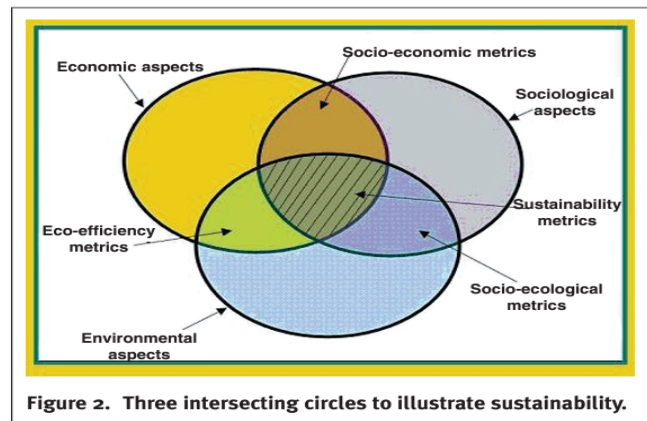 Socio-economic metrics
Economic aspects
Sociological
aspects
Sustainability
metrics
Eco-efficiency
metrics
Socio-ecological
metrics
Environmental
aspects
Figure 2. Three intersecting circles to illustrate sustainability.